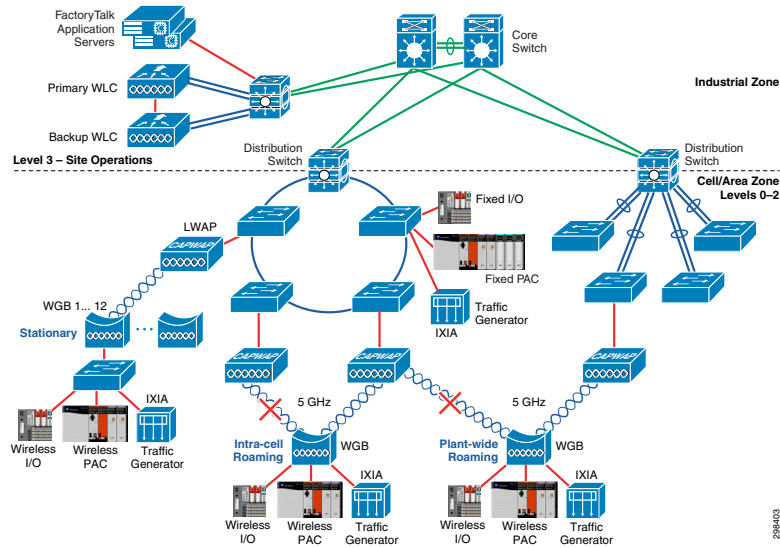 FactoryTalk
Application
Servers
Core
Switch
Primary WLC
Industrial Zone
Backup WLC
Level 3 – Site Operations
Distribution
Switch
Distribution
Switch
Cell/Area Zone
Levels 0–2
Fixed I/O
LWAP
CAPWAP
Fixed PAC
WGB 1... 12
Traffic
Generator
IXIA
Stationary
CAPWAP
CAPWAP
CAPWAP
IXIA
5 GHz
5 GHz
Wireless
I/O
Wireless
PAC
Traffic
Generator
Intra-cell
Roaming
WGB
Plant-wide
Roaming
WGB
IXIA
IXIA
Wireless
I/O
Wireless
PAC
Traffic
Generator
Wireless
I/O
Wireless
PAC
Traffic
Generator
298403